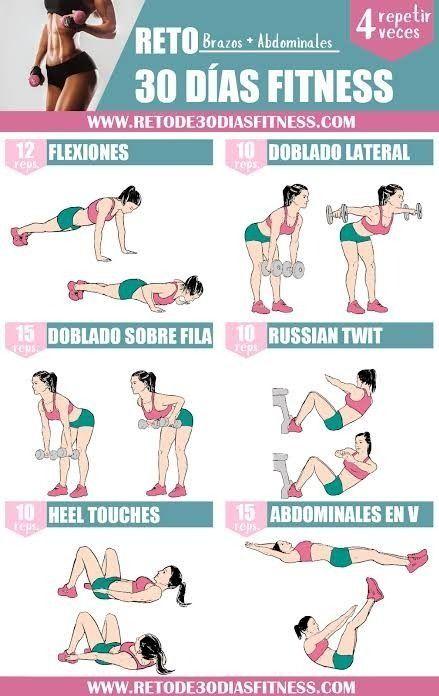 RETO Brazos + Abdominales
30 DÍAS FITNESS
4 repetir
veces
WWW.RETODE30DIASFITNESS.COM
12 reps. FLEXIONES
10 reps. DOBLADO LATERAL
15 reps. DOBLADO SOBRE FILA
10 reps. RUSSIAN TWIT
10 reps. HEEL TOUCHES
15 reps. ABDOMINALES EN V
WWW.RETODE30DIASFITNESS.COM